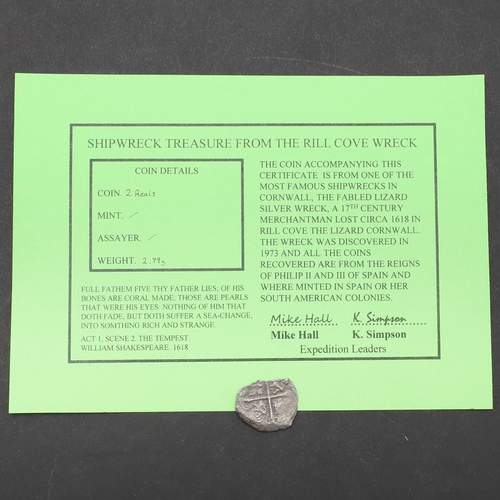 SHIPWRECK TREASURE FROM THE RILL COVE WRECK
COIN DETAILS
COIN. 2 Reals
MINT. /
ASSAYER. /
WEIGHT. 2.79g
FULL FATHEM FIVE THY FATHER LIES; OF HIS
BONES ARE CORAL MADE: THOSE ARE PEARLS
THAT WERE HIS EYES: NOTHING OF HIM THAT
DOTH FADE, BUT DOTH SUFFER A SEA-CHANGE,
INTO SOMTHING RICH AND STRANGE.
ACT 1, SCENE 2. THE TEMPEST
WILLIAM SHAKESPEARE. 1618
THE COIN ACCOMPANYING THIS
CERTIFICATE IS FROM ONE OF THE
MOST FAMOUS SHIPWRECKS IN
CORNWALL, THE FABLED LIZARD
SILVER WRECK, A 17TH CENTURY
MERCHANTMAN LOST CIRCA 1618 IN
RILL COVE THE LIZARD CORNWALL.
THE WRECK WAS DISCOVERED IN
1973 AND ALL THE COINS
RECOVERED ARE FROM THE REIGNS
OF PHILIP II AND III OF SPAIN AND
WHERE MINTED IN SPAIN OR HER
SOUTH AMERICAN COLONIES.
Mike Hall K. Simpson
Mike Hall K. Simpson
Expedition Leaders